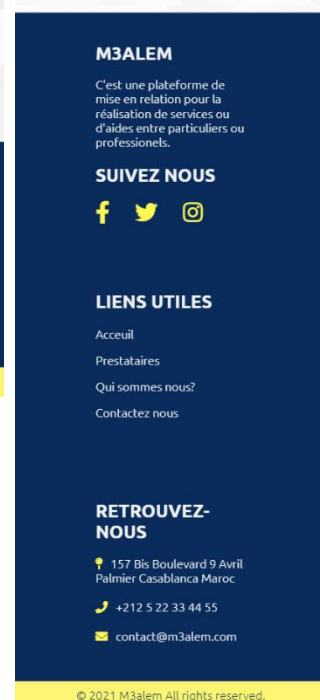 M3ALEM
C'est une plateforme de
mise en relation pour la
réalisation de services ou
d'aides entre particuliers ou
professionels.
SUIVEZ NOUS
LIENS UTILES
Acceuil
Prestataires
Qui sommes nous?
Contactez nous
RETROUVEZ-
NOUS
157 Bis Boulevard 9 Avril
Palmier Casablanca Maroc
+212 5 22 33 44 55
contact@m3alem.com
© 2021 M3alem All rights reserved.